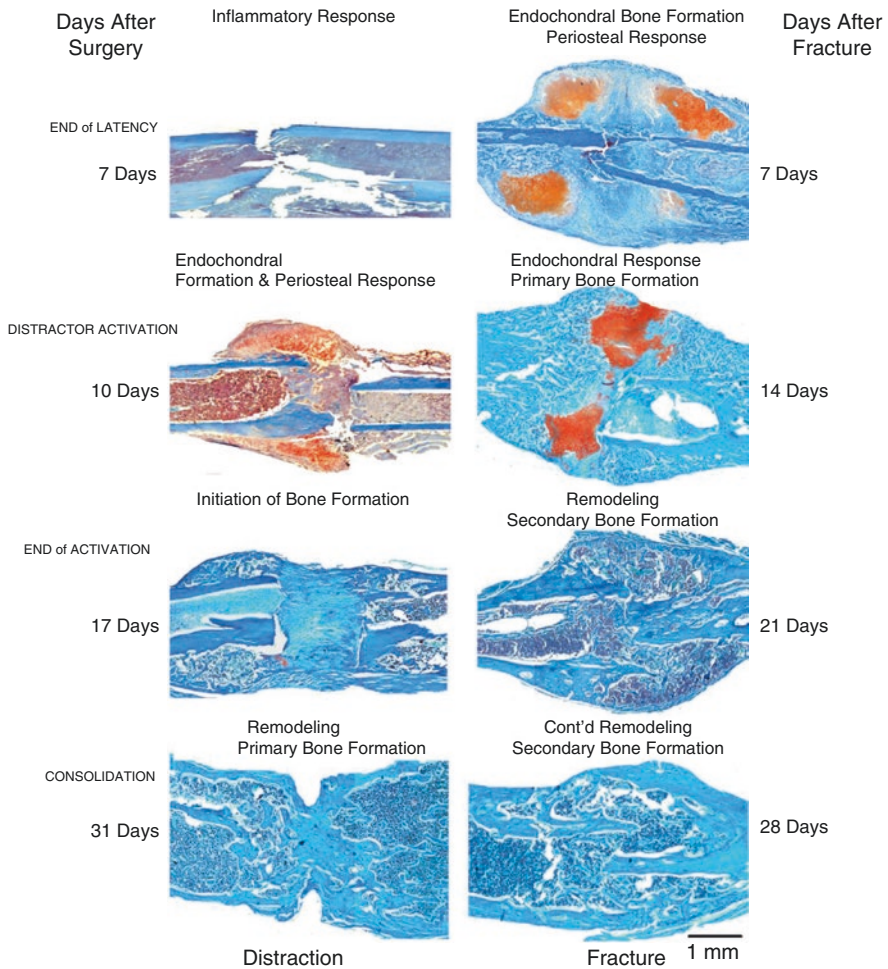 Days After
Surgery
Inflammatory Response
Endochondral Bone Formation
Periosteal Response
Days After
Fracture
END of LATENCY
7 Days
7 Days
Endochondral
Formation & Periosteal Response
Endochondral Response
Primary Bone Formation
DISTRACTOR ACTIVATION
10 Days
14 Days
Initiation of Bone Formation
Remodeling
Secondary Bone Formation
END of ACTIVATION
17 Days
21 Days
Remodeling
Primary Bone Formation
Cont'd Remodeling
Secondary Bone Formation
CONSOLIDATION
31 Days
28 Days
Distraction
Fracture
1 mm